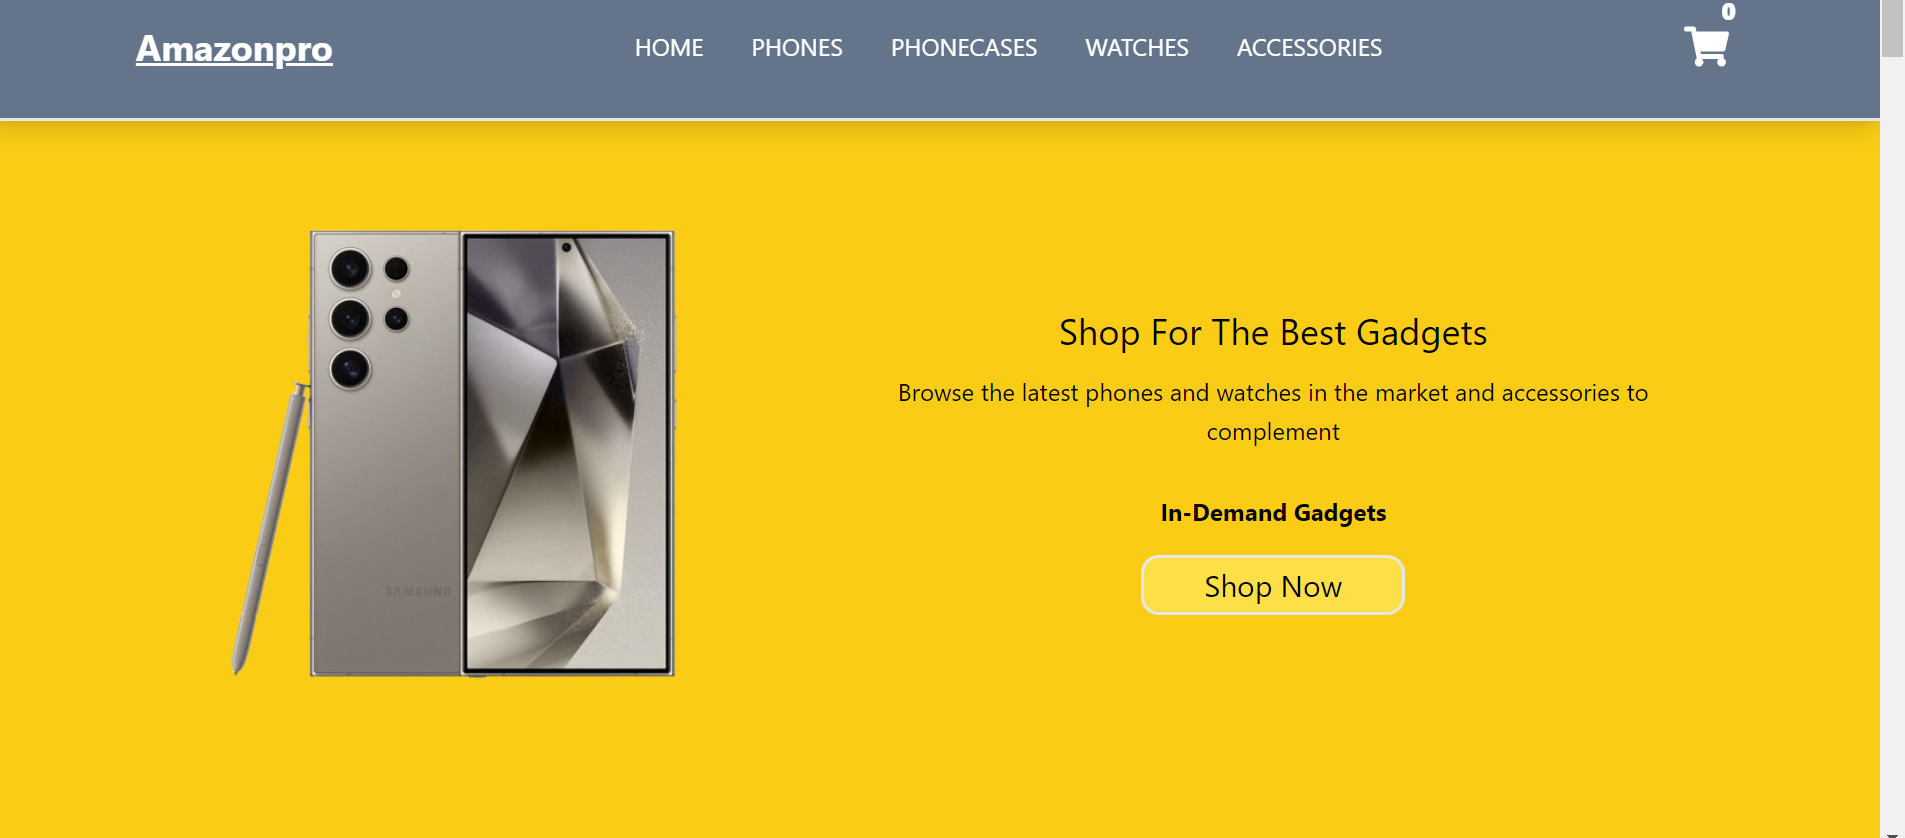 0
Amazonpro HOME PHONES PHONECASES WATCHES ACCESSORIES
Shop For The Best Gadgets
Browse the latest phones and watches in the market and accessories to
complement
In-Demand Gadgets
Shop Now
SAMSUNG